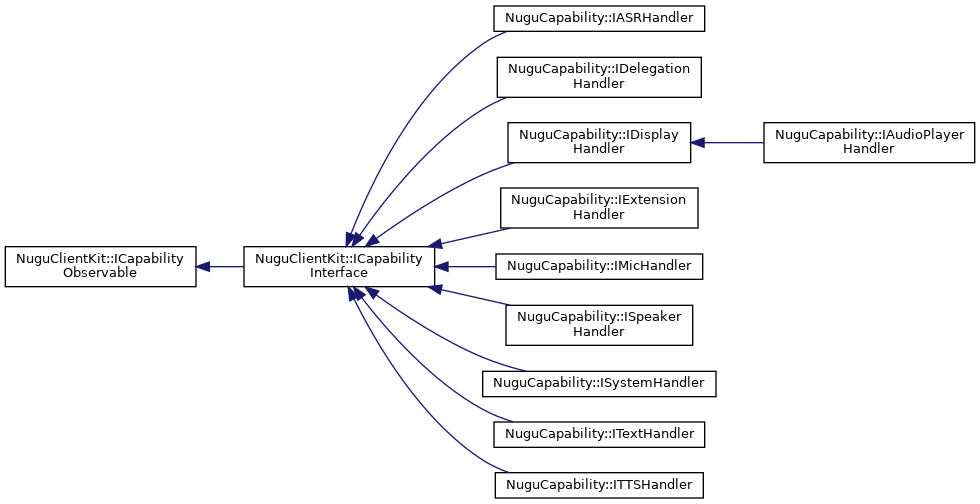 NuguCapability::IASRHandler
NuguCapability::IDelegation
Handler
NuguCapability::IDisplay
Handler
NuguCapability::IAudioPlayer
Handler
NuguCapability::IExtension
Handler
NuguClientKit::ICapability
Observable
NuguClientKit::ICapability
Interface
NuguCapability::IMicHandler
NuguCapability::ISpeaker
Handler
NuguCapability::ISystemHandler
NuguCapability::ITextHandler
NuguCapability::ITTSHandler